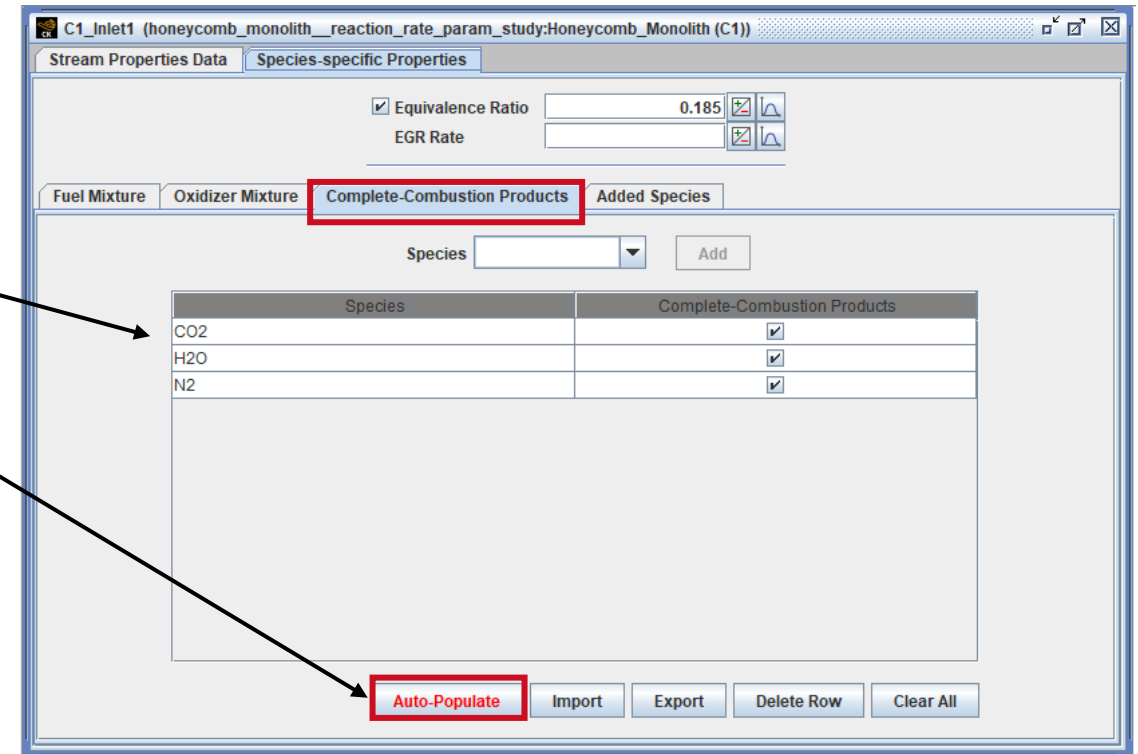 CK C1_Inlet1 (honeycomb_monolith__reaction_rate_param_study:Honeycomb_Monolith (C1))
Stream Properties Data Species-specific Properties
Equivalence Ratio 0.185
EGR Rate
Fuel Mixture Oxidizer Mixture Complete-Combustion Products Added Species
Species Add
Species Complete-Combustion Products
CO2
H2O
N2
Auto-Populate Import Export Delete Row Clear All